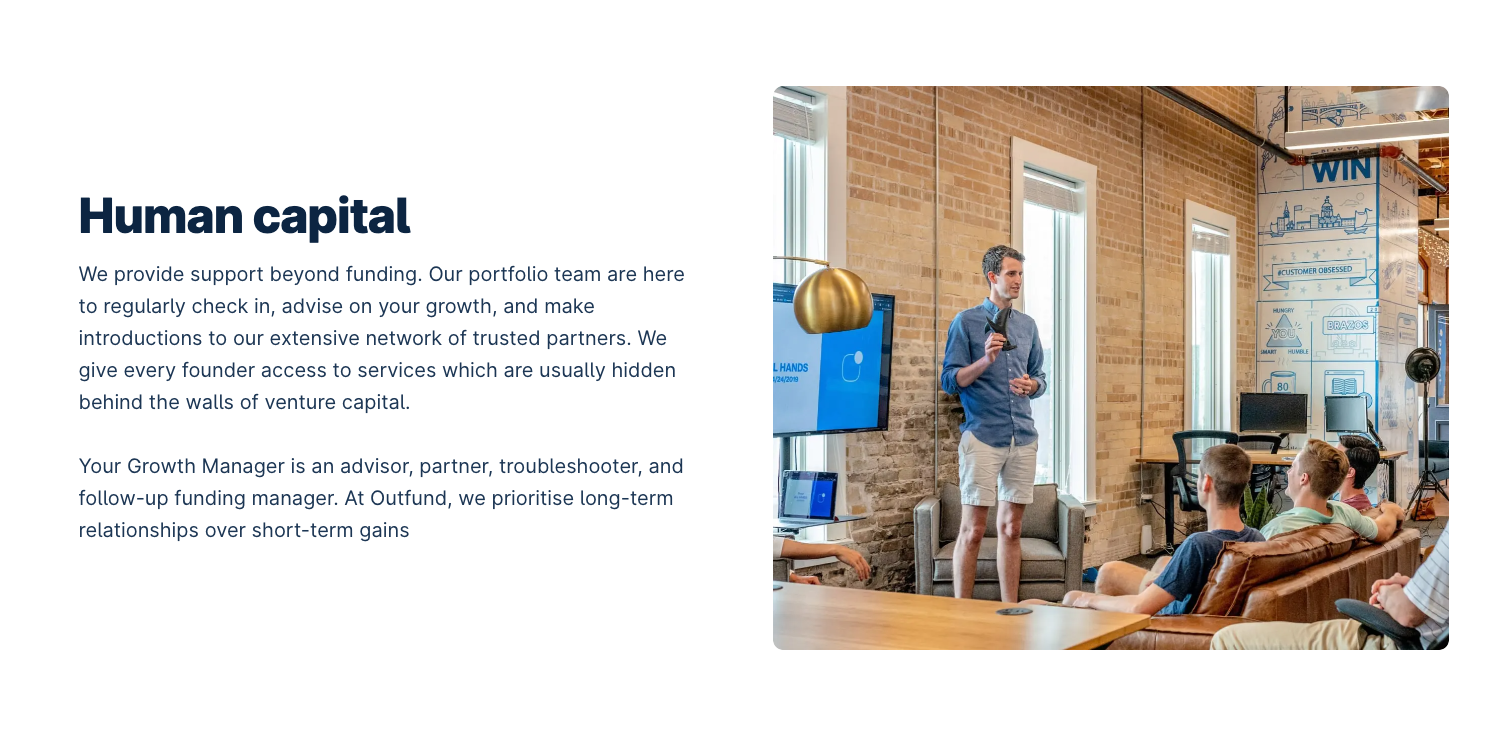 Human capital
We provide support beyond funding. Our portfolio team are here
to regularly check in, advise on your growth, and make
introductions to our extensive network of trusted partners. We
give every founder access to services which are usually hidden
behind the walls of venture capital.
Your Growth Manager is an advisor, partner, troubleshooter, and
follow-up funding manager. At Outfund, we prioritise long-term
relationships over short-term gains
WIN
#CUSTOMER OBSESSED
HUNGRY
YOU
SMART HUMBLE
BRAZOS
80
L HANDS
/24/2019